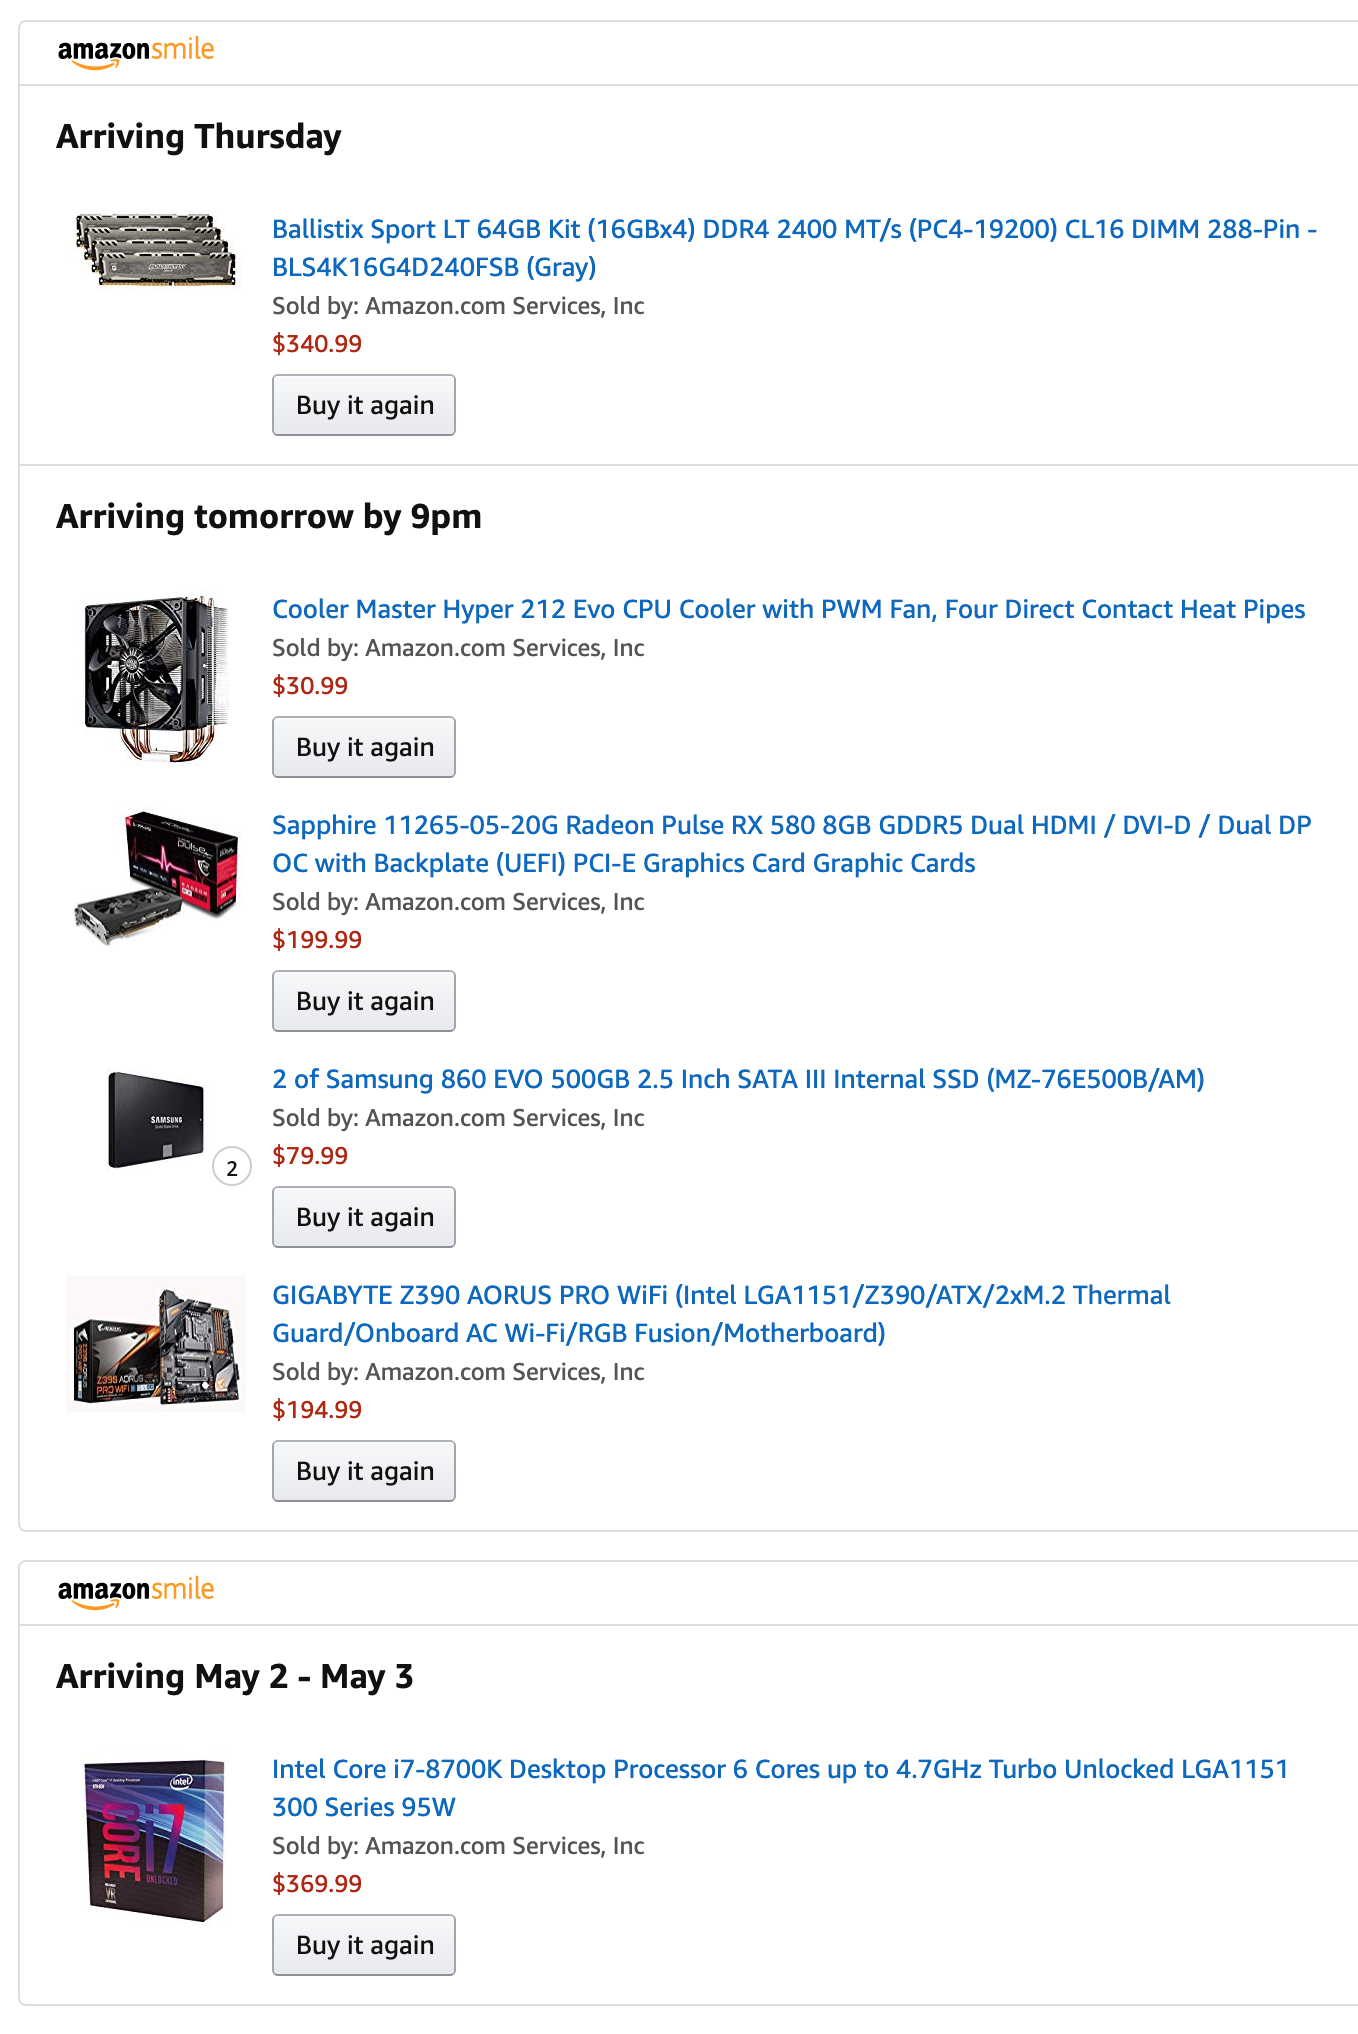 amazonsmile
Arriving Thursday
Ballistix Sport LT 64GB Kit (16GBx4) DDR4 2400 MT/s (PC4-19200) CL16 DIMM 288-Pin -
BLS4K16G4D240FSB (Gray)
Sold by: Amazon.com Services, Inc
$340.99
Buy it again
Arriving tomorrow by 9pm
Cooler Master Hyper 212 Evo CPU Cooler with PWM Fan, Four Direct Contact Heat Pipes
Sold by: Amazon.com Services, Inc
$30.99
Buy it again
Sapphire 11265-05-20G Radeon Pulse RX 580 8GB GDDR5 Dual HDMI / DVI-D / Dual DP
OC with Backplate (UEFI) PCI-E Graphics Card Graphic Cards
Sold by: Amazon.com Services, Inc
$199.99
Buy it again
SAMSUNG
2
2 of Samsung 860 EVO 500GB 2.5 Inch SATA III Internal SSD (MZ-76E500B/AM)
Sold by: Amazon.com Services, Inc
$79.99
Buy it again
Z390 AORUS
PRO WIFI
GIGABYTE Z390 AORUS PRO WiFi (Intel LGA1151/Z390/ATX/2xM.2 Thermal
Guard/Onboard AC Wi-Fi/RGB Fusion/Motherboard)
Sold by: Amazon.com Services, Inc
$194.99
Buy it again
amazonsmile
Arriving May 2 - May 3
intel
CORE i7
UNLOCKED
VR
Intel Core i7-8700K Desktop Processor 6 Cores up to 4.7GHz Turbo Unlocked LGA1151
300 Series 95W
Sold by: Amazon.com Services, Inc
$369.99
Buy it again